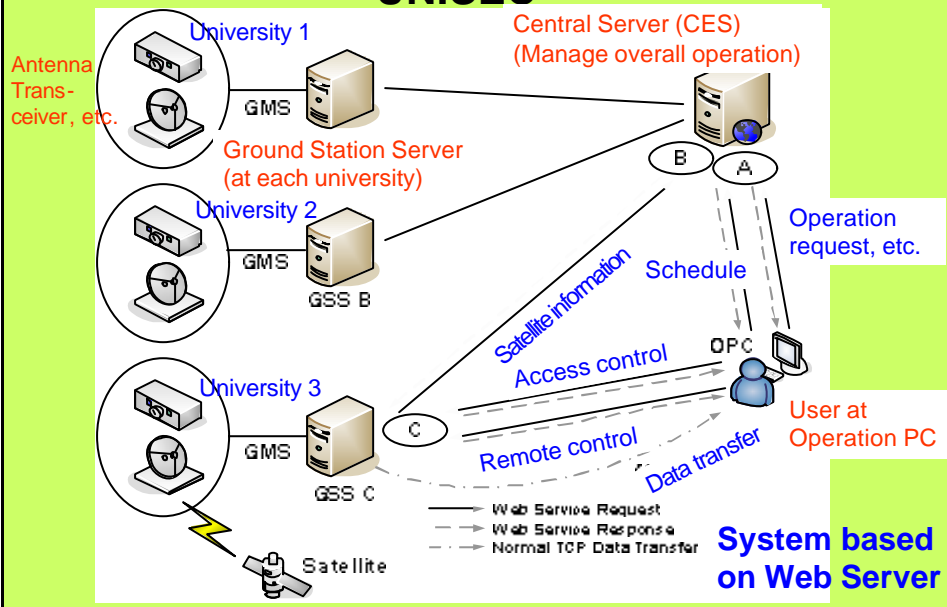 University 1
Central Server (CES)
(Manage overall operation)
Antenna
Trans-
ceiver, etc.
GMS
Ground Station Server
(at each university)
B
A
University 2
Operation
request, etc.
GMS
Schedule
GSS B
Satellite information
OPC
Access control
University 3
C
User at
Operation PC
GMS
Remote control
Data transfer
GSS C
Web Service Request
Web Service Response
Normal TCP Data Transfer
System based
on Web Server
Satellite